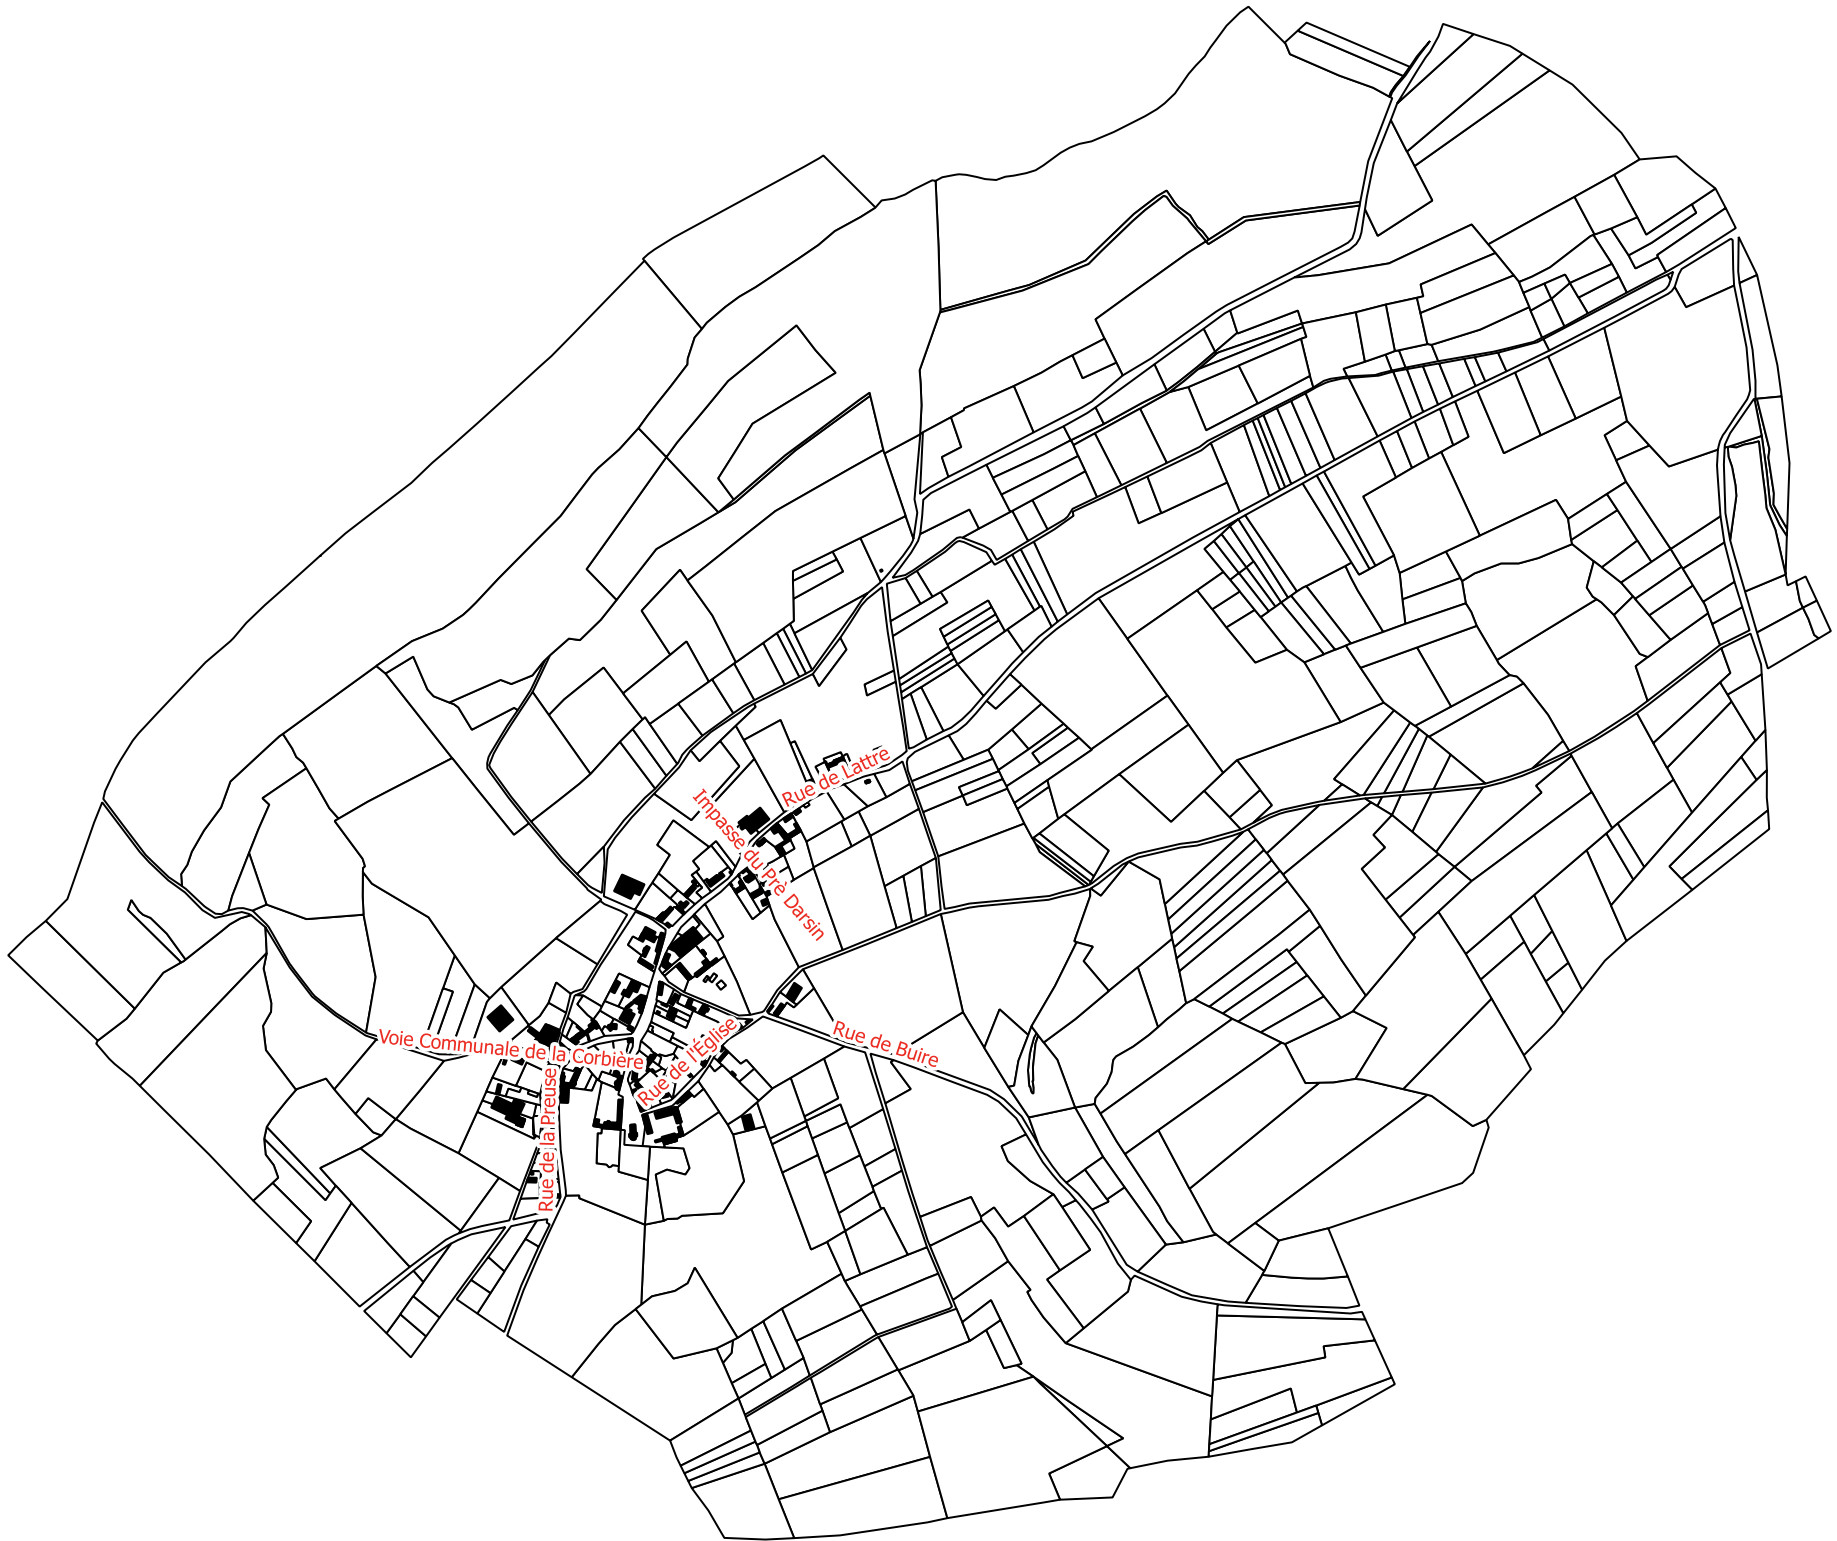 Rue de Lattre
Impasse du Prè Darsin
Rue de l'Église
Rue de Buire
Voie Communale de la Corbière
Rue de la Preuse